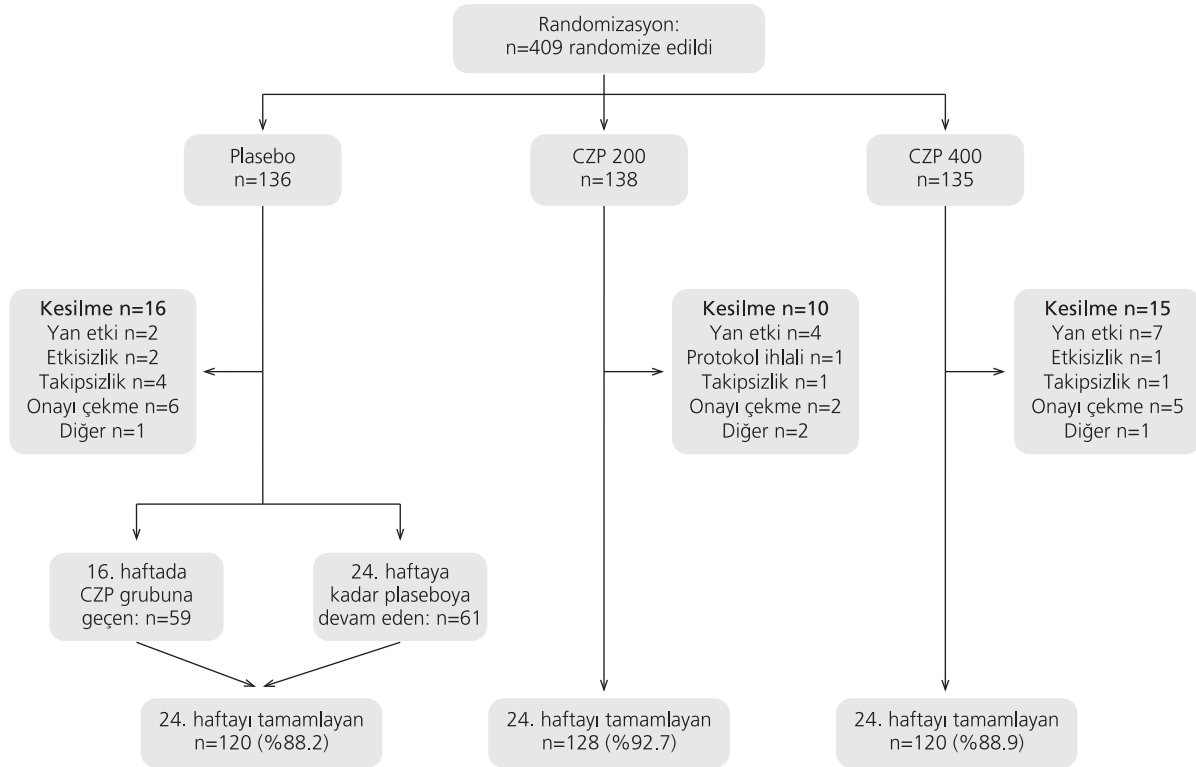 Randomizasyon:
n=409 randomize edildi
Plasebo
n=136
CZP 200
n=138
CZP 400
n=135
Kesilme n=16
Yan etki n=2
Etkisizlik n=2
Takipsizlik n=4
Onayı çekme n=6
Diğer n=1
Kesilme n=10
Yan etki n=4
Protokol ihlali n=1
Takipsizlik n=1
Onayı çekme n=2
Diğer n=2
Kesilme n=15
Yan etki n=7
Etkisizlik n=1
Takipsizlik n=1
Onayı çekme n=5
Diğer n=1
16. haftada
CZP grubuna
geçen: n=59
24. haftaya
kadar plaseboya
devam eden: n=61
24. haftayı tamamlayan
n=120 (%88.2)
24. haftayı tamamlayan
n=128 (%92.7)
24. haftayı tamamlayan
n=120 (%88.9)